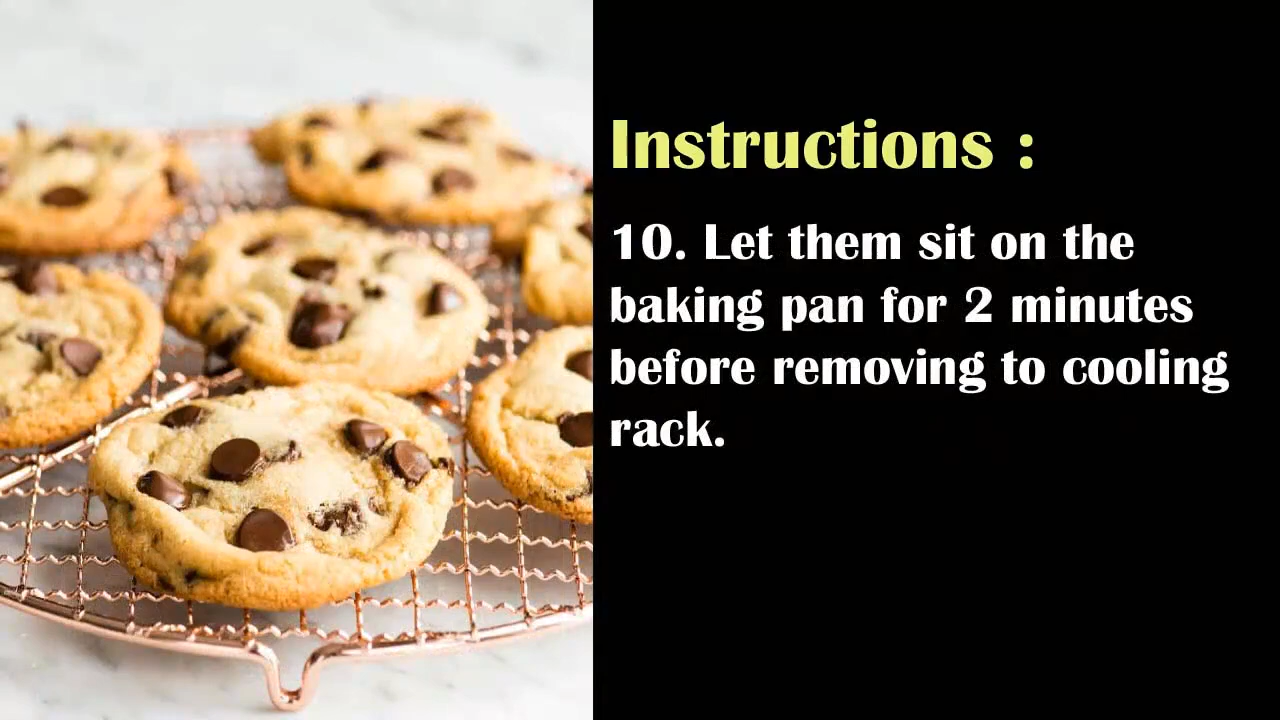 Instructions :
10. Let them sit on the
baking pan for 2 minutes
before removing to cooling
rack.